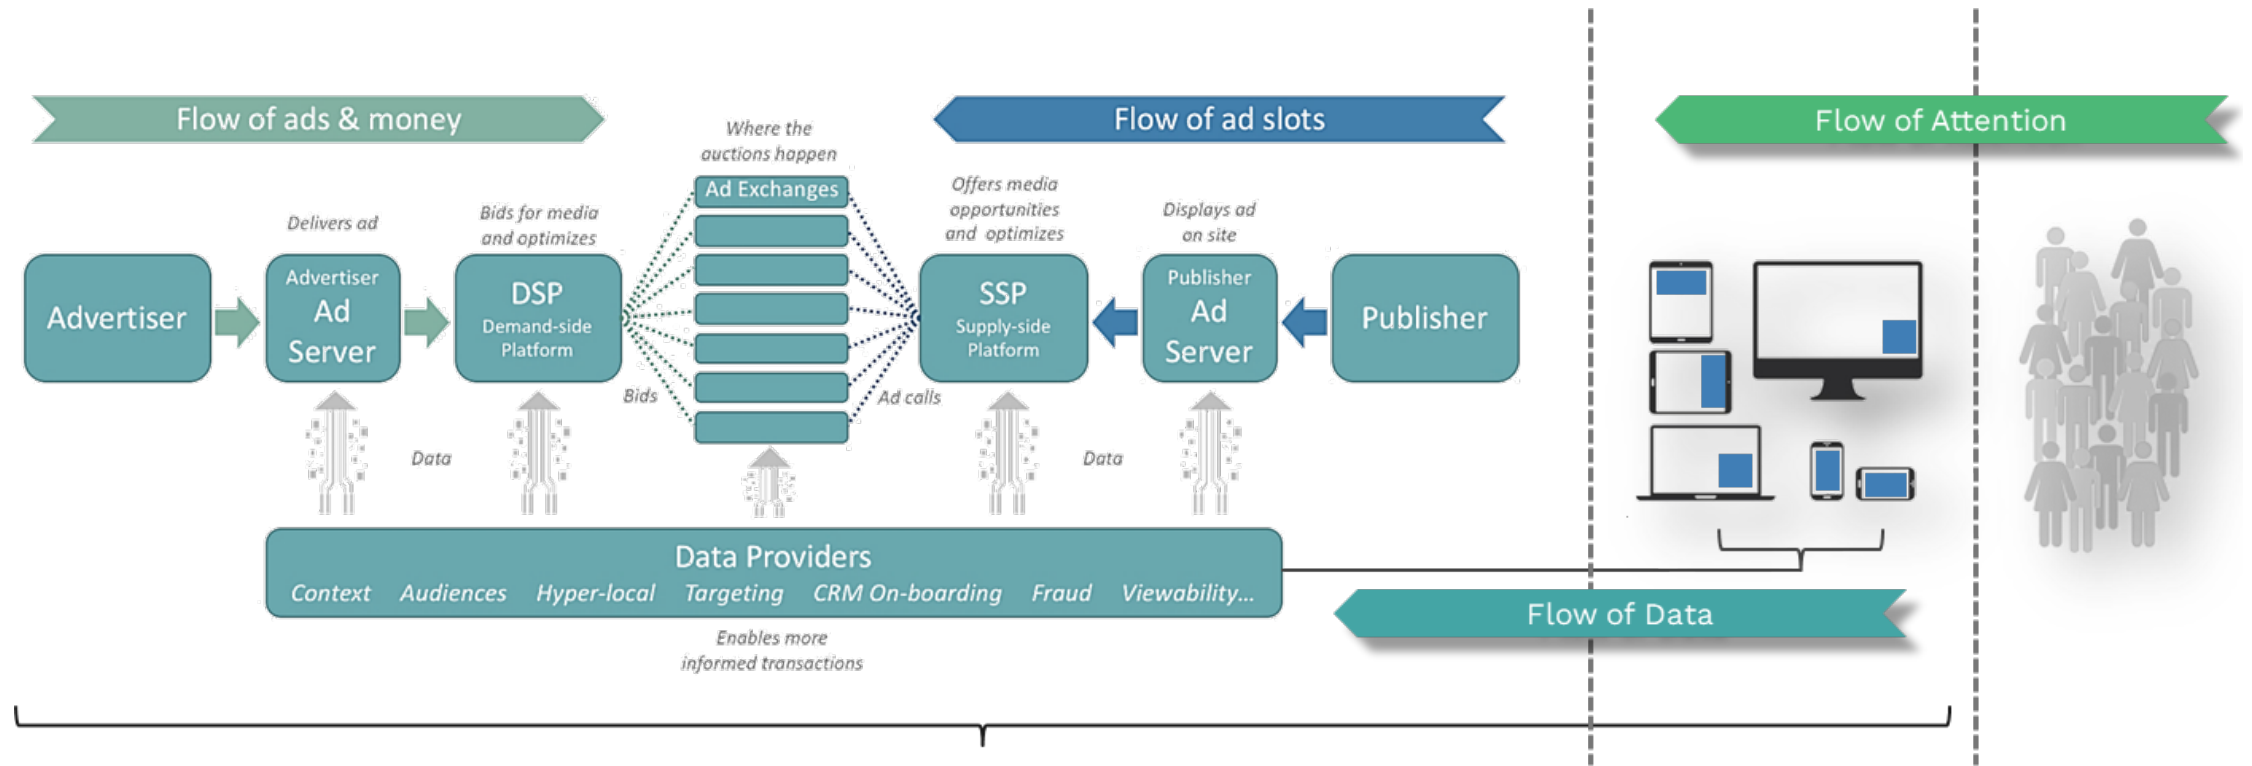 Flow of ads & money
Where the
auctions happen
Flow of ad slots
Flow of Attention
Ad Exchanges
Delivers ad
Bids for media
and optimizes
Offers media
opportunities
and optimizes
Displays ad
on site
Advertiser
Advertiser
Ad
Server
DSP
Demand-side
Platform
SSP
Supply-side
Platform
Publisher
Ad
Server
Publisher
Bids
Ad calls
Data
Data
Data Providers
Context Audiences Hyper-local Targeting CRM On-boarding Fraud Viewability...
Enables more
informed transactions
Flow of Data